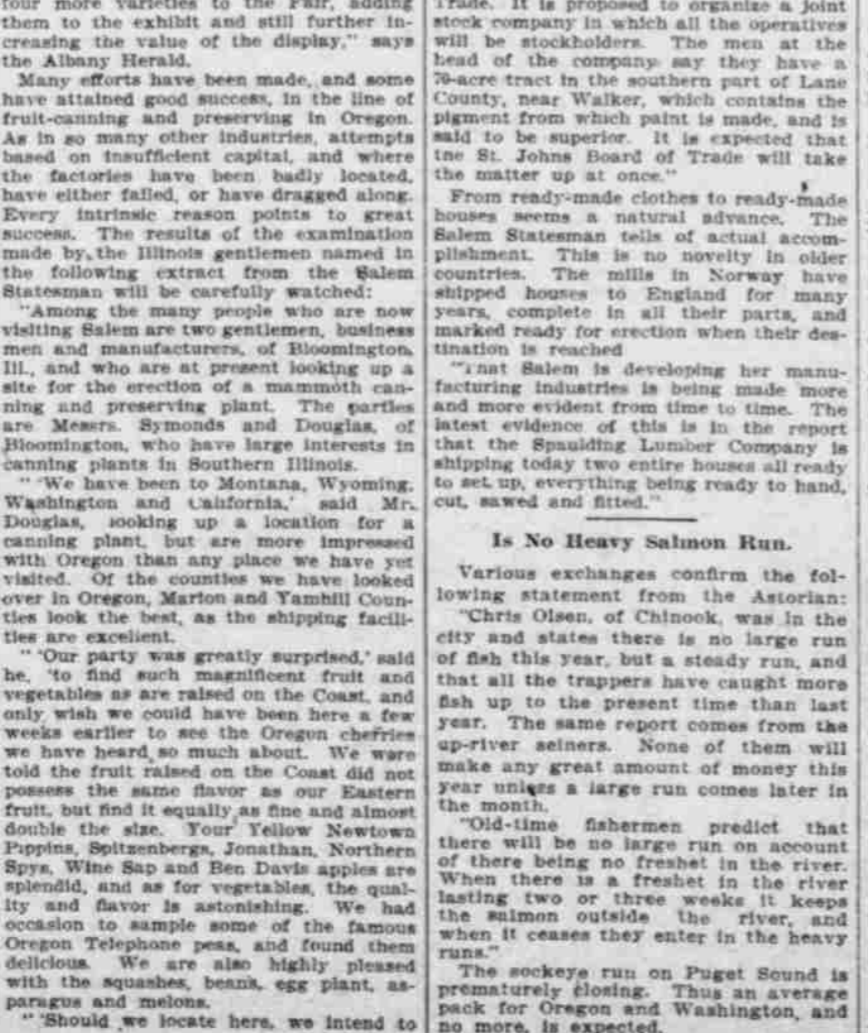 four more varieties to the Fair, adding
them to the exhibit and still further in-
creasing the value of the display," says
the Albany Herald.
Many efforts have been made, and some
have attained good success, in the line of
fruit-canning and preserving in Oregon.
As in so many other industries, attempts
based on insufficient capital, and where
the factories have been badly located,
have either failed, or have dragged along.
Every intrinsic reason points to great
success. The results of the examination
made by the Illinois gentlemen named in
the following extract from the Salem
Statesman will be carefully watched:
"Among the many people who are now
visiting Salem are two gentlemen, business
men and manufacturers, of Bloomington,
Ill., and who are at present looking up a
site for the erection of a mammoth can-
ning and preserving plant. The parties
are Messrs. Symonds and Douglas, of
Bloomington, who have large interests in
canning plants in Southern Illinois.
" 'We have been to Montana, Wyoming,
Washington and California,' said Mr.
Douglas, looking up a location for a
canning plant, but are more impressed
with Oregon than any place we have yet
visited. Of the counties we have looked
over in Oregon, Marion and Yamhill Coun-
ties look the best, as the shipping facili-
ties are excellent.
" 'Our party was greatly surprised,' said
he, 'to find such magnificent fruit and
vegetables as are raised on the Coast, and
only wish we could have been here a few
weeks earlier to see the Oregon cherries
we have heard so much about. We were
told the fruit raised on the Coast did not
possess the same flavor as our Eastern
fruit, but find it equally as fine and almost
double the size. Your Yellow Newtown
Pippins, Spitzenbergs, Jonathan, Northern
Spys, Wine Sap and Ben Davis apples are
splendid, and as for vegetables, the qual-
ity and flavor is astonishing. We had
occasion to sample some of the famous
Oregon Telephone peas, and found them
delicious. We are also highly pleased
with the squashes, beans, egg plant, as-
paragus and melons.
" 'Should we locate here, we intend to
Trade. It is proposed to organize a joint
stock company in which all the operatives
will be stockholders. The men at the
head of the company say they have a
70-acre tract in the southern part of Lane
County, near Walker, which contains the
pigment from which paint is made, and is
said to be superior. It is expected that
tne St. Johns Board of Trade will take
the matter up at once."
From ready-made clothes to ready-made
houses seems a natural advance. The
Salem Statesman tells of actual accom-
plishment. This is no novelty in older
countries. The mills in Norway have
shipped houses to England for many
years, complete in all their parts, and
marked ready for erection when their des-
tination is reached
"That Salem is developing her manu-
facturing industries is being made more
and more evident from time to time. The
latest evidence of this is in the report
that the Spaulding Lumber Company is
shipping today two entire houses all ready
to set up, everything being ready to hand,
cut, sawed and fitted."
Is No Heavy Salmon Run.
Various exchanges confirm the fol-
lowing statement from the Astorian:
"Chris Olsen, of Chinook, was in the
city and states there is no large run
of fish this year, but a steady run, and
that all the trappers have caught more
fish up to the present time than last
year. The same report comes from the
up-river seiners. None of them will
make any great amount of money this
year unless a large run comes later in
the month.
"Old-time fishermen predict that
there will be no large run on account
of there being no freshet in the river.
When there is a freshet in the river
lasting two or three weeks it keeps
the salmon outside the river, and
when it ceases they enter in the heavy
runs."
The sockeye run on Puget Sound is
prematurely closing. Thus an average
pack for Oregon and Washington, and
no more, is expected.